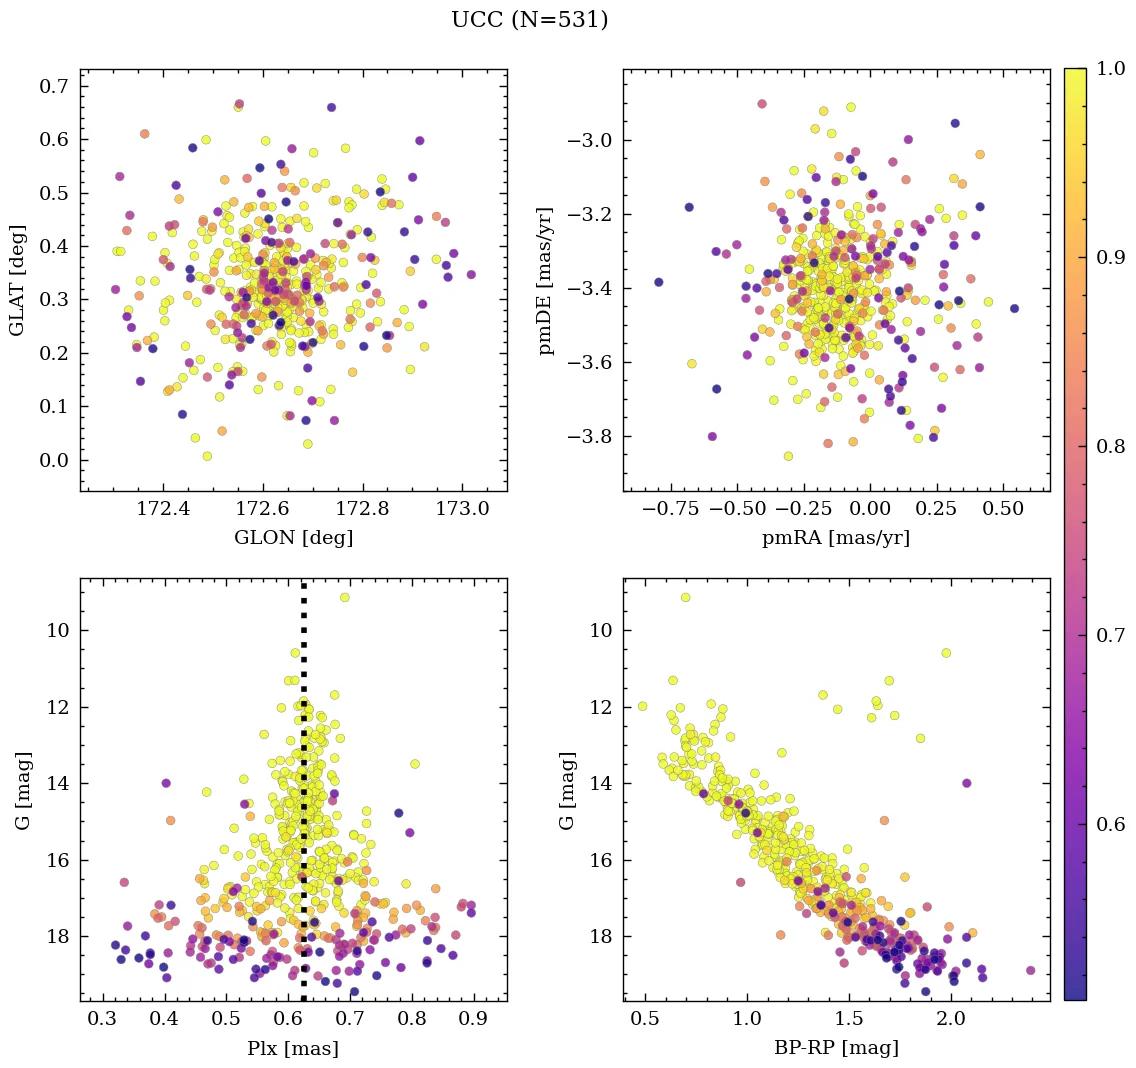 UCC (N=531)
0.7
0.6
0.5
0.4
0.3
0.2
0.1
0.0
GLAT [deg]
172.4 172.6 172.8 173.0
GLON [deg]
−3.0
−3.2
−3.4
−3.6
−3.8
pmDE [mas/yr]
−0.75 −0.50 −0.25 0.00 0.25 0.50
pmRA [mas/yr]
10
12
14
16
18
G [mag]
0.3 0.4 0.5 0.6 0.7 0.8 0.9
Plx [mas]
10
12
14
16
18
G [mag]
0.5 1.0 1.5 2.0
BP-RP [mag]
1.0
0.9
0.8
0.7
0.6